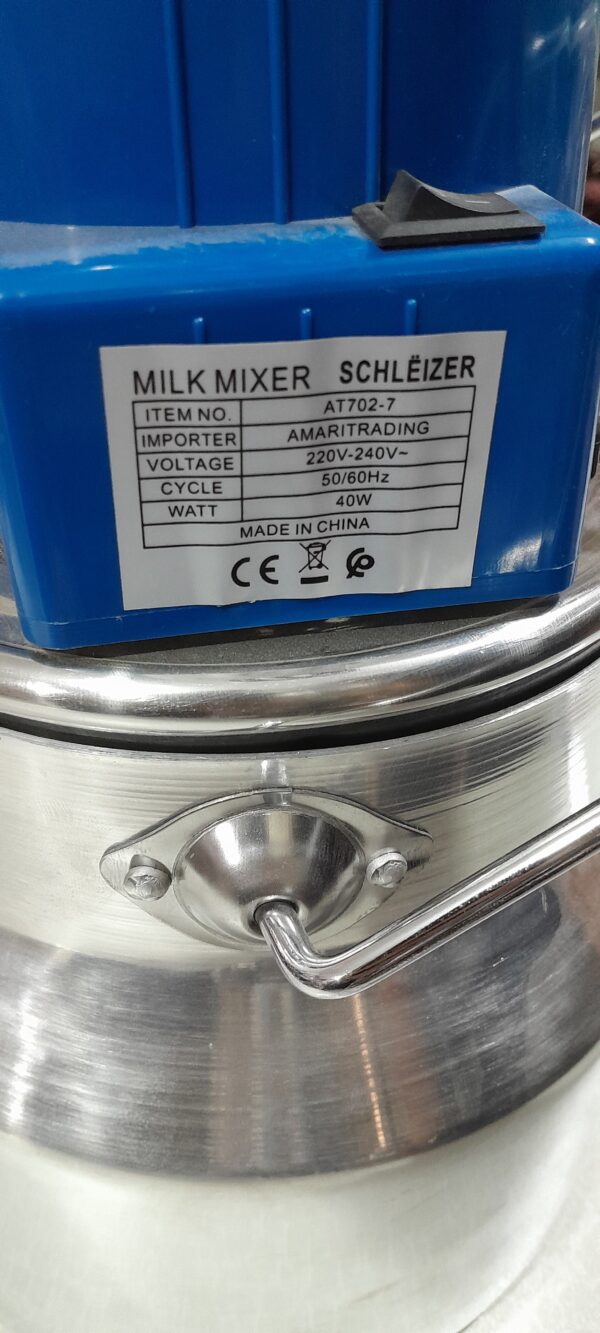 MILK MIXER SCHLËIZER
ITEM NO. AT702-7
IMPORTER AMARITRADING
VOLTAGE 220V-240V~
CYCLE 50/60Hz
WATT 40W
MADE IN CHINA
CE